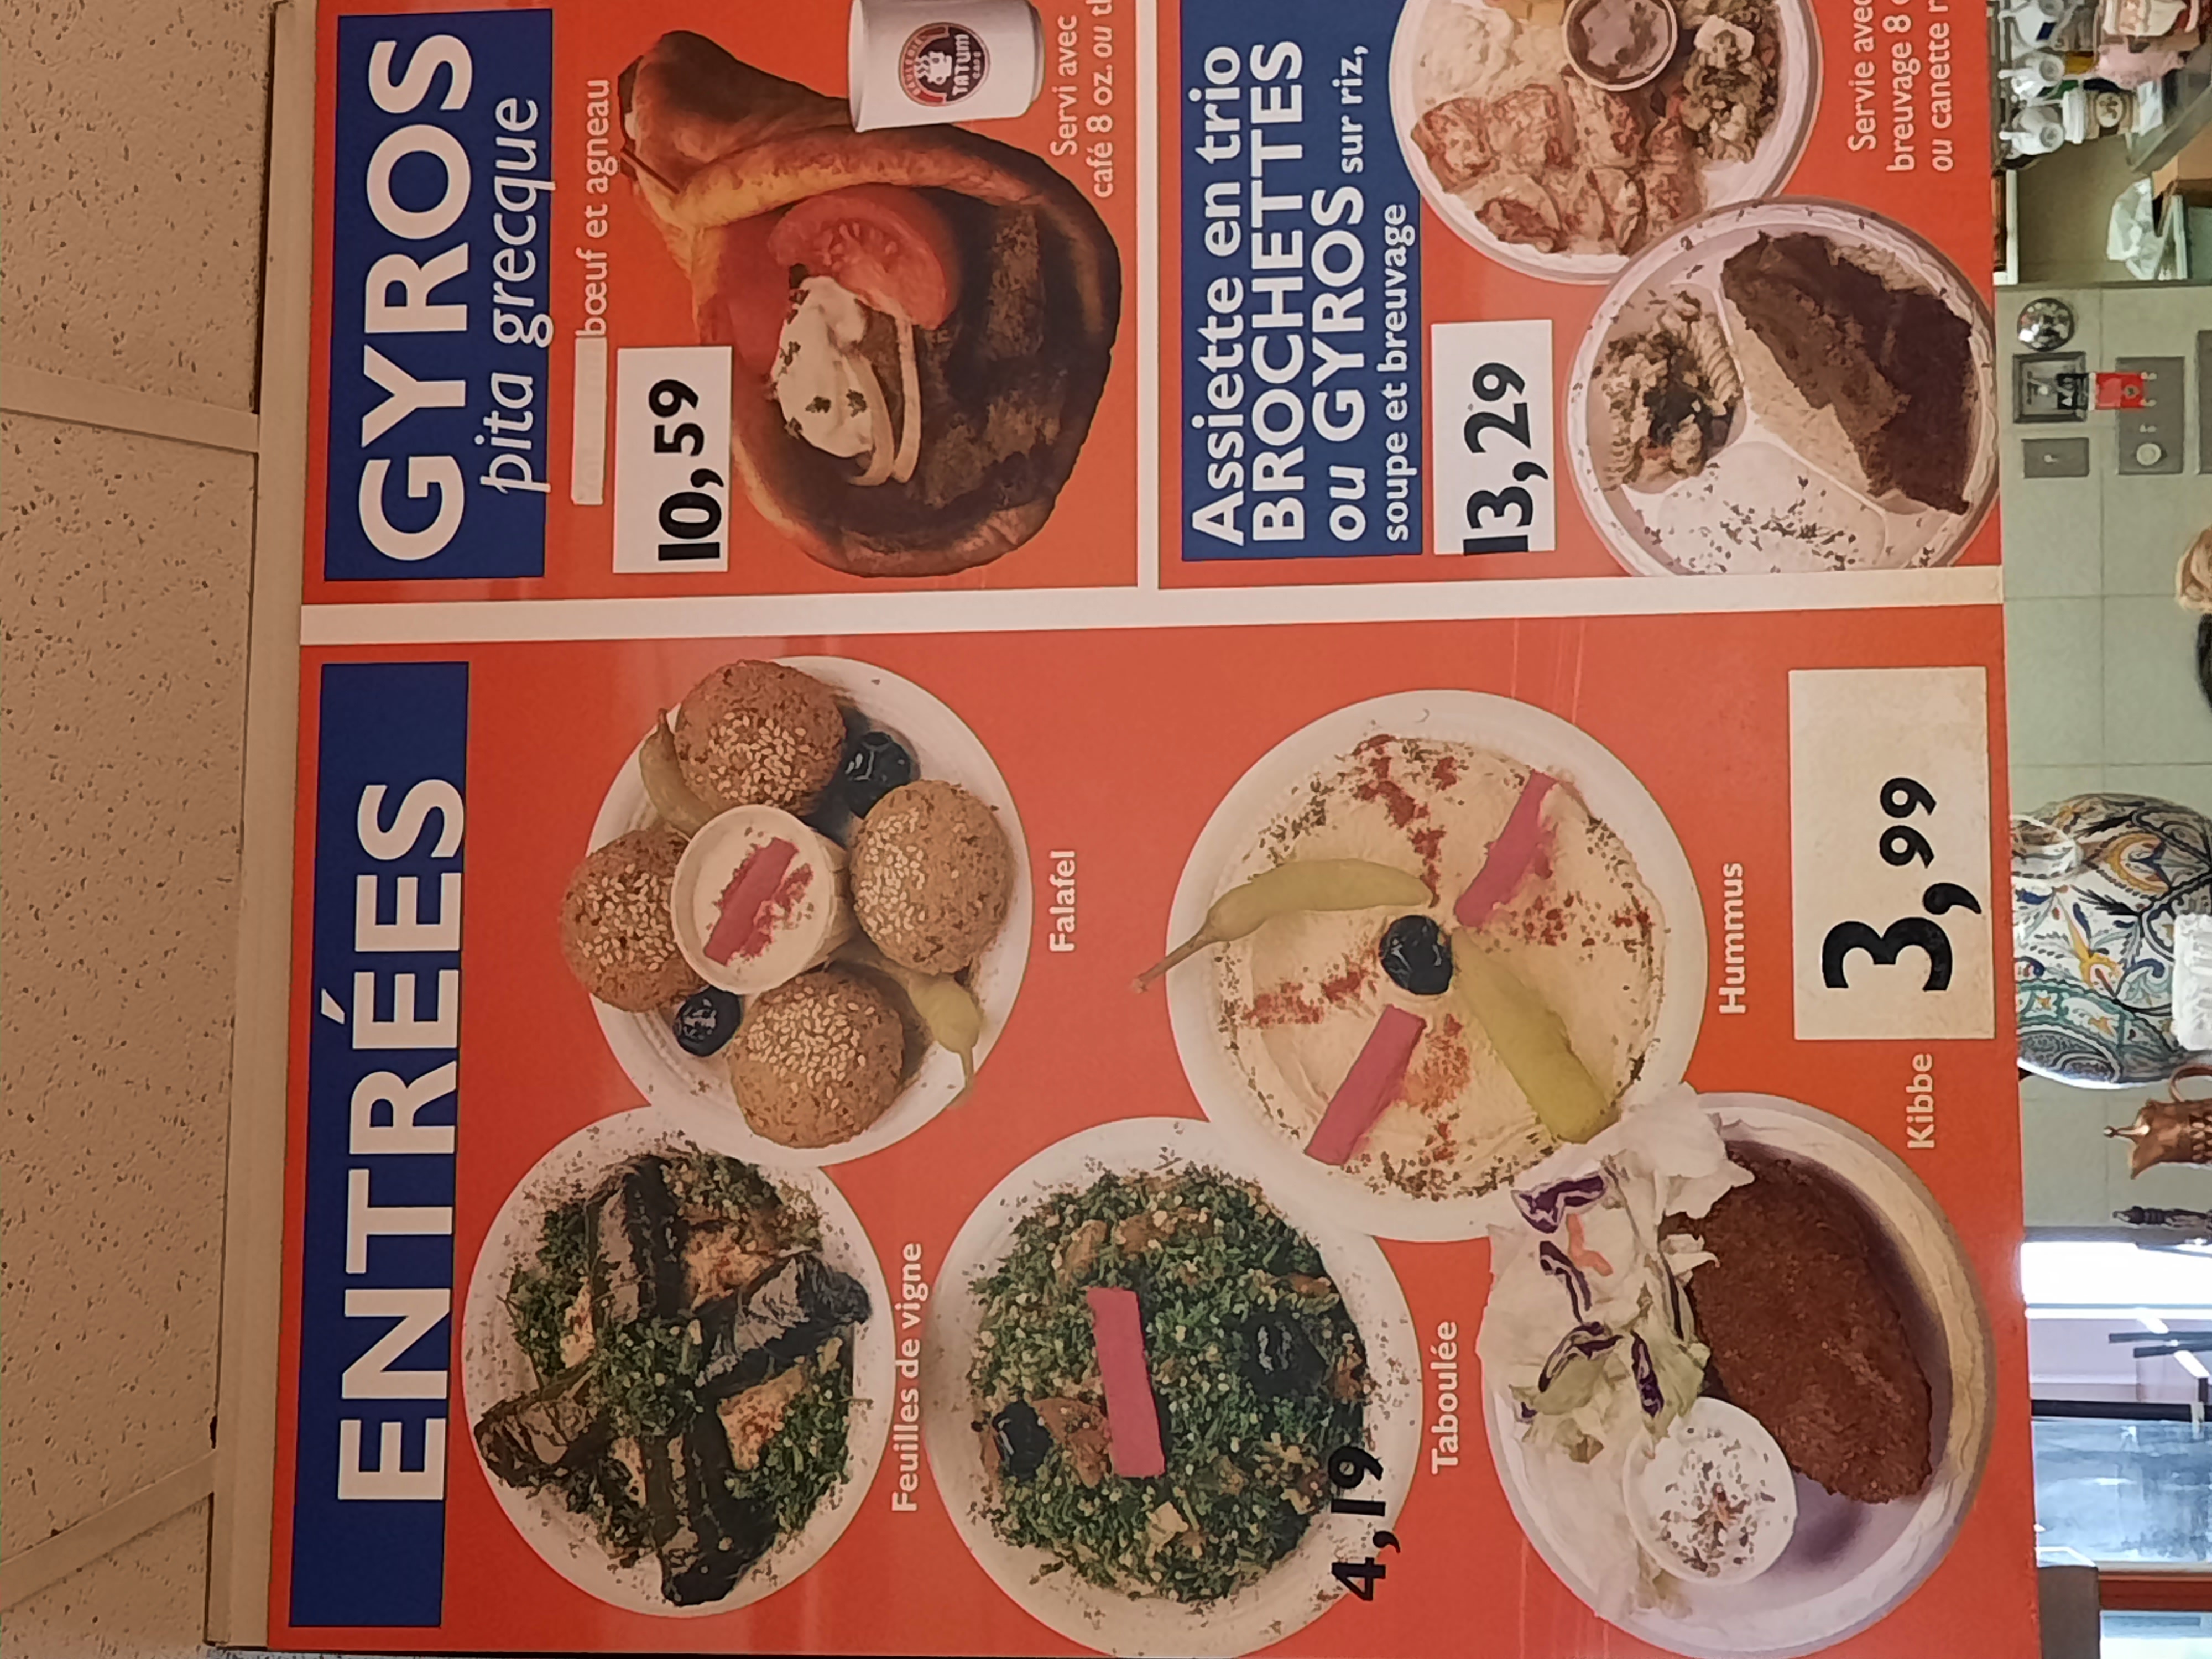 ENTRÉES
Feuilles de vigne
Falafel
4,19
Taboulée
Hummus
Kibbe
3,99
GYROS
pita grecque
bœuf et agneau
10,59
BRÛLERIE
TATUM
CAFÉ
Servi avec
café 8 oz. ou
Assiette en trio
BROCHETTES
ou GYROS sur riz,
soupe et breuvage
13,29
Servie avec
breuvage 8
ou canette